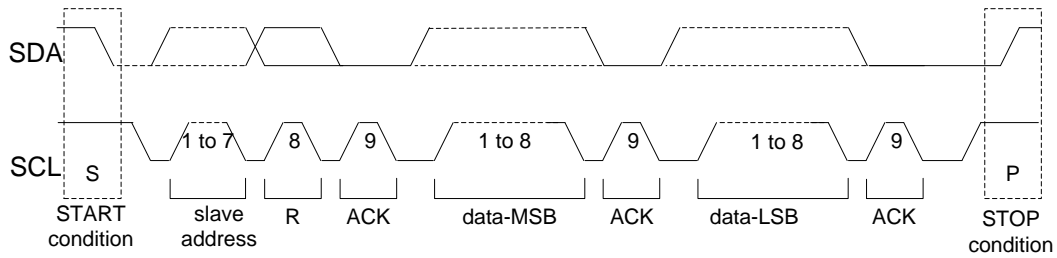 SDA
1 to 7 8 9 1 to 8 9 1 to 8 9
SCL
S P
START condition
slave address
R
ACK
data-MSB
ACK
data-LSB
ACK
STOP condition